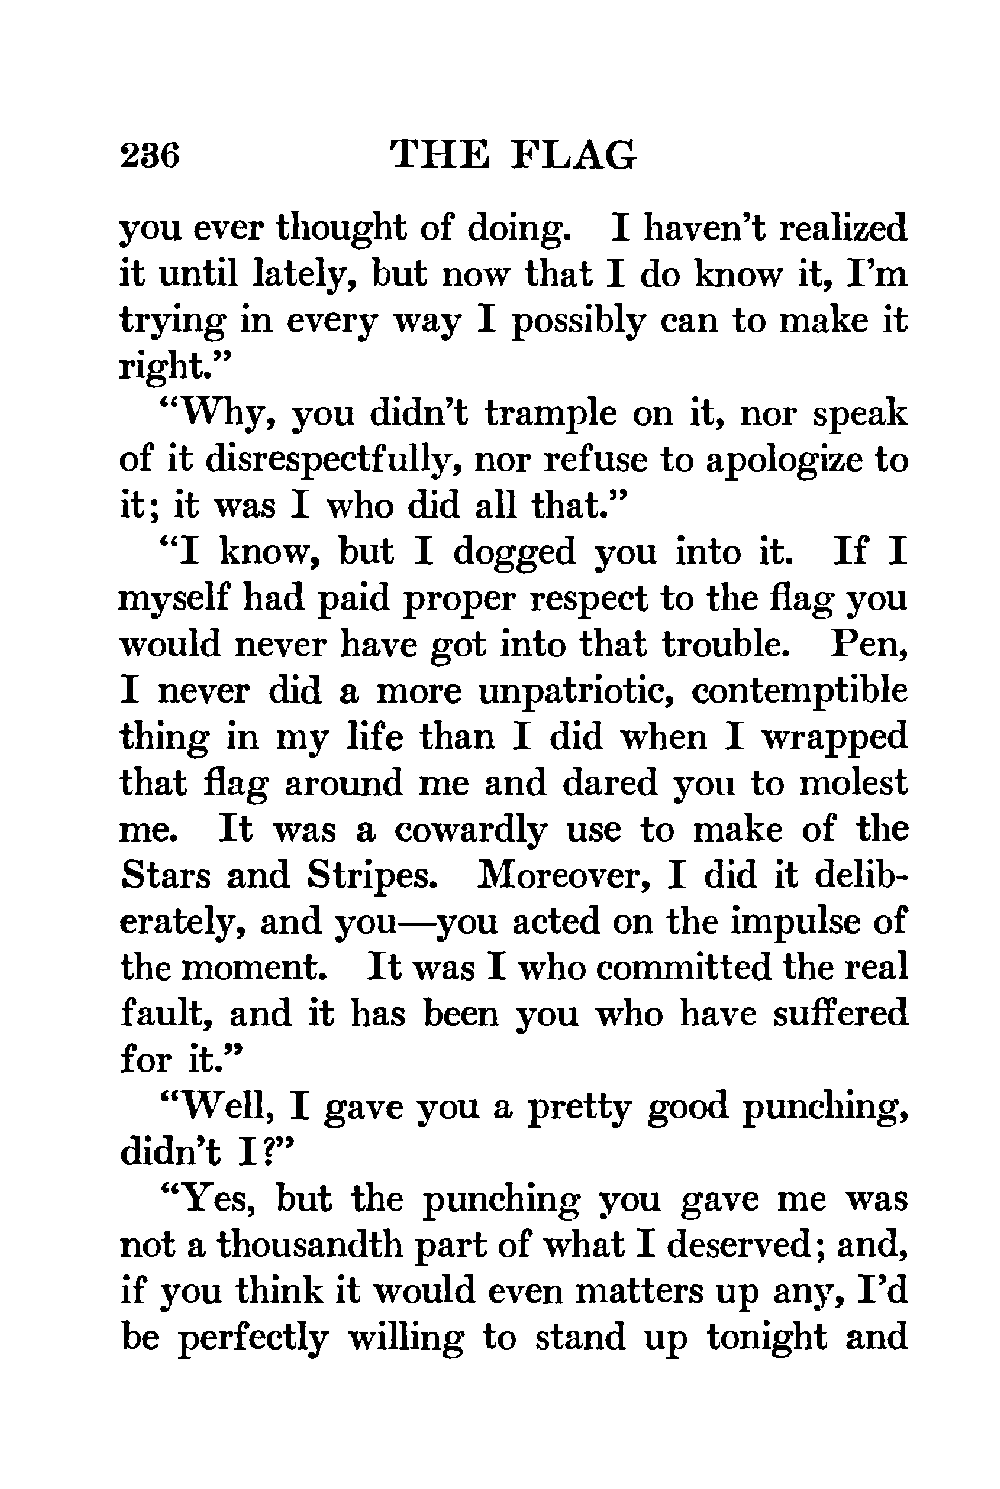 236 THE FLAG
you ever thought of doing. I haven't realized
it until lately, but now that I do know it, I'm
trying in every way I possibly can to make it
right."
"Why, you didn't trample on it, nor speak
of it disrespectfully, nor refuse to apologize to
it; it was I who did all that."
"I know, but I dogged you into it. If I
myself had paid proper respect to the flag you
would never have got into that trouble. Pen,
I never did a more unpatriotic, contemptible
thing in my life than I did when I wrapped
that flag around me and dared you to molest
me. It was a cowardly use to make of the
Stars and Stripes. Moreover, I did it delib-
erately, and you—you acted on the impulse of
the moment. It was I who committed the real
fault, and it has been you who have suffered
for it."
"Well, I gave you a pretty good punching,
didn't I?"
"Yes, but the punching you gave me was
not a thousandth part of what I deserved; and,
if you think it would even matters up any, I'd
be perfectly willing to stand up tonight and